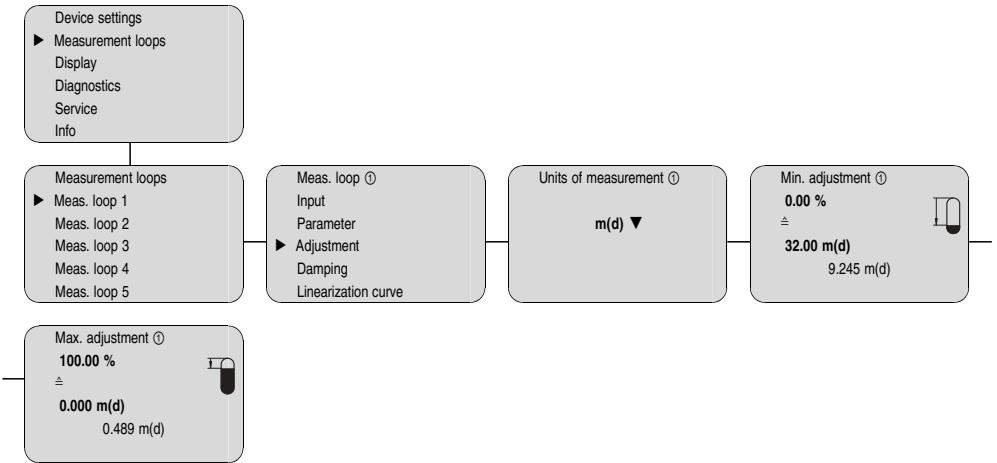 Device settings
▶ Measurement loops
Display
Diagnostics
Service
Info
Measurement loops
▶ Meas. loop 1
Meas. loop 2
Meas. loop 3
Meas. loop 4
Meas. loop 5
Meas. loop ①
Input
Parameter
▶ Adjustment
Damping
Linearization curve
Units of measurement ①
m(d) ▼
Min. adjustment ①
0.00 %
≙
32.00 m(d)
9.245 m(d)
Max. adjustment ①
100.00 %
≙
0.000 m(d)
0.489 m(d)